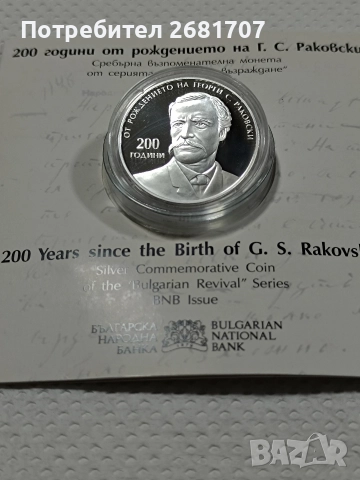 Потребител 2681707
200 години от рождението на Г. С. Раковски
Сребърна възпоменателна монета
от серията Възраждане"
ОТ РОЖДЕНИЕТО НА ГЕОРГИ С. РАКОВСКИ
200
ГОДИНИ
200 Years since the Birth of G. S. Rakovs
"Silver Commemorative Coin
of the "Bulgarian Revival" Series
BNB Issue
БЪЛГАРСКА
НАРОДНА
БАНКА
BULGARIAN
NATIONAL
BANK
BAZAR